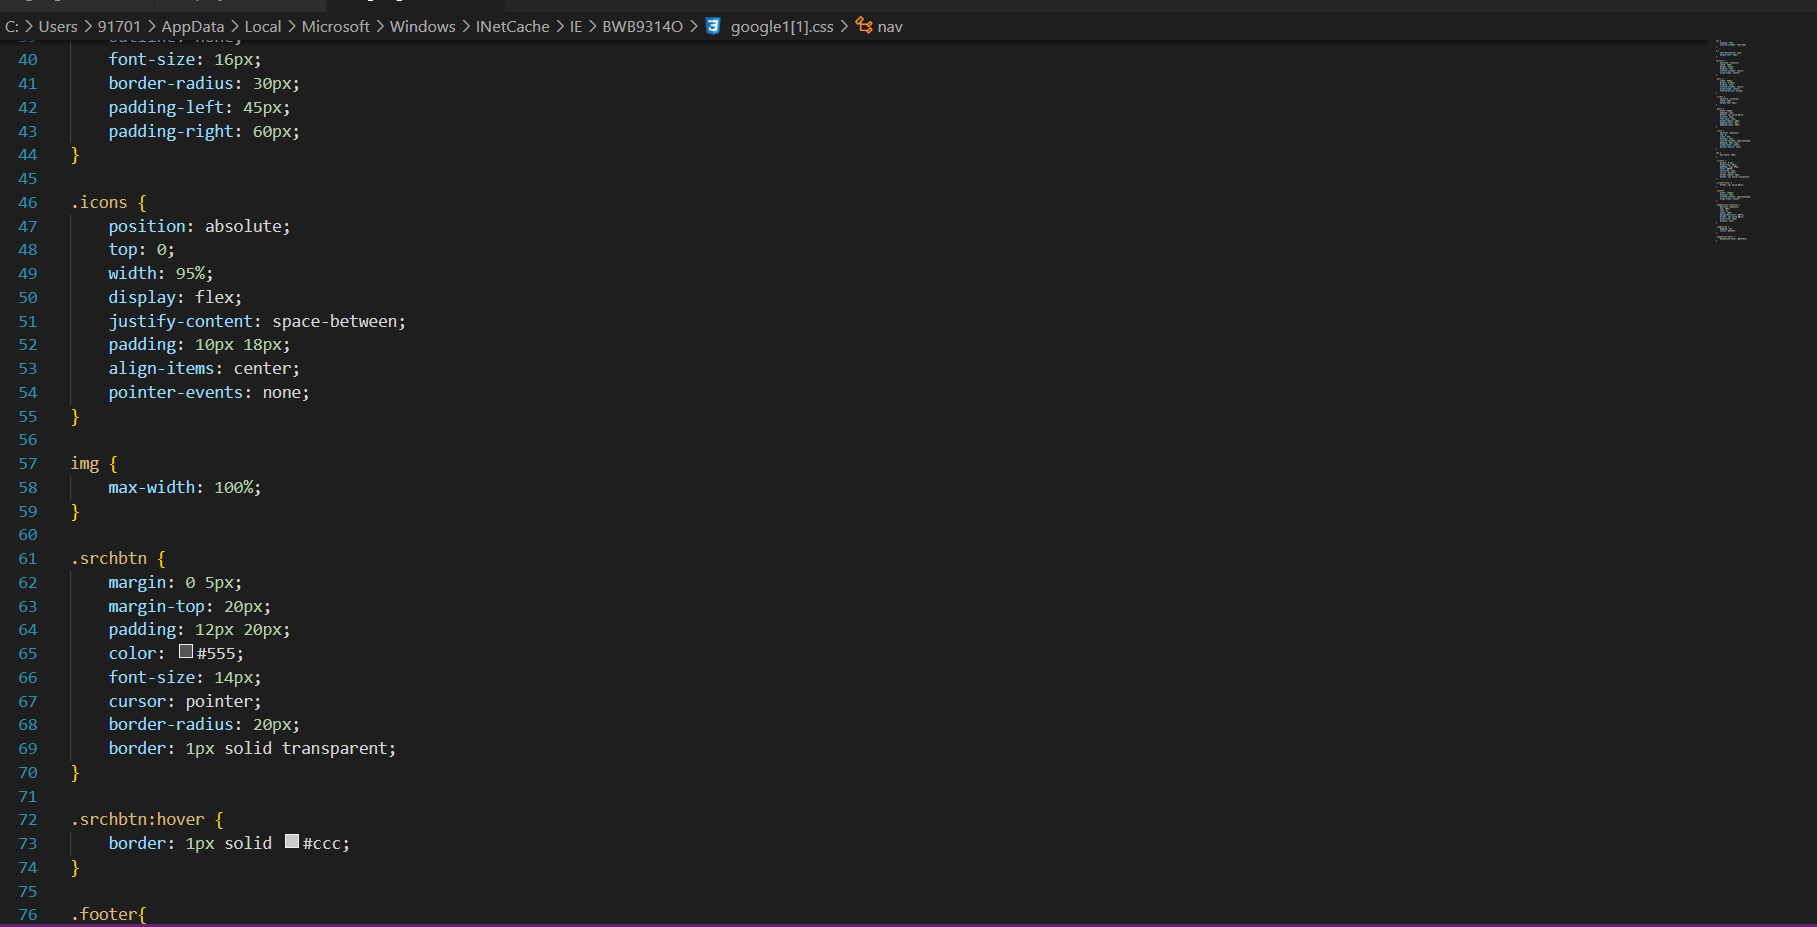 C: > Users > 91701 > AppData > Local > Microsoft > Windows > INetCache > IE > BWB9314O > google1[1].css > nav
40 font-size: 16px;
41 border-radius: 30px;
42 padding-left: 45px;
43 padding-right: 60px;
44 }
45
46 .icons {
47 position: absolute;
48 top: 0;
49 width: 95%;
50 display: flex;
51 justify-content: space-between;
52 padding: 10px 18px;
53 align-items: center;
54 pointer-events: none;
55 }
56
57 img {
58 max-width: 100%;
59 }
60
61 .srchbtn {
62 margin: 0 5px;
63 margin-top: 20px;
64 padding: 12px 20px;
65 color: #555;
66 font-size: 14px;
67 cursor: pointer;
68 border-radius: 20px;
69 border: 1px solid transparent;
70 }
71
72 .srchbtn:hover {
73 border: 1px solid #ccc;
74 }
75
76 .footer{